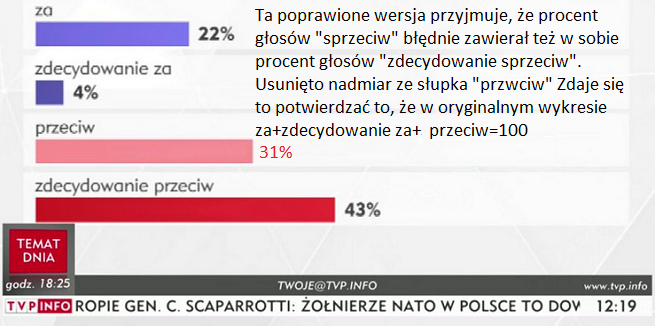 za
22%
zdecydowanie za
4%
przeciw
31%
zdecydowanie przeciw
43%
Ta poprawione wersja przyjmuje, że procent
głosów "sprzeciw" błędnie zawierał też w sobie
procent głosów "zdecydowanie sprzeciw".
Usunięto nadmiar ze słupka "przwciw" Zdaje się
to potwierdzać to, że w oryginalnym wykresie
za+zdecydowanie za+ przeciw=100
TEMAT
DNIA
godz. 18:25
TWOJE@TVP.INFO
www.tvp.info
TVP INFO ROPIE GEN. C. SCAPARROTTI: ŻOŁNIERZE NATO W POLSCE TO DOW 12:19